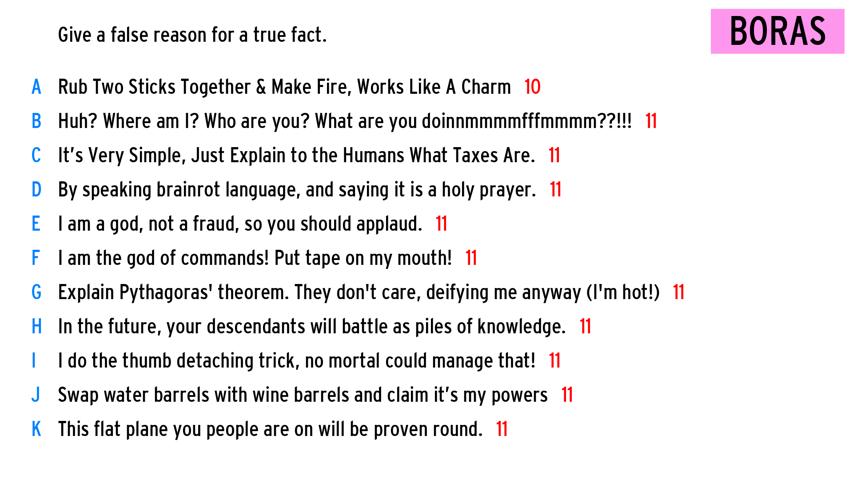 Give a false reason for a true fact.
BORAS
A Rub Two Sticks Together & Make Fire, Works Like A Charm 10
B Huh? Where am I? Who are you? What are you doinnmmmmfffmmmm??!!! 11
C It’s Very Simple, Just Explain to the Humans What Taxes Are. 11
D By speaking brainrot language, and saying it is a holy prayer. 11
E I am a god, not a fraud, so you should applaud. 11
F I am the god of commands! Put tape on my mouth! 11
G Explain Pythagoras' theorem. They don't care, deifying me anyway (I'm hot!) 11
H In the future, your descendants will battle as piles of knowledge. 11
I I do the thumb detaching trick, no mortal could manage that! 11
J Swap water barrels with wine barrels and claim it’s my powers 11
K This flat plane you people are on will be proven round. 11